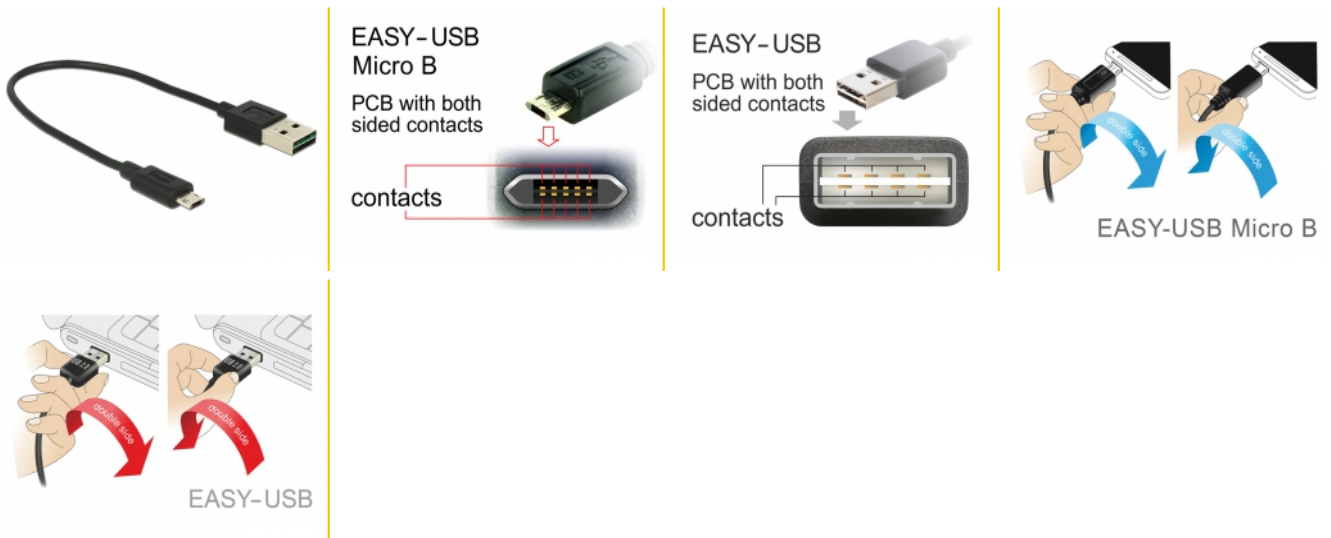 EASY-USB
Micro B
PCB with both
sided contacts
contacts
EASY-USB
PCB with both
sided contacts
contacts
double side
double side
EASY-USB Micro B
double side
double side
EASY-USB